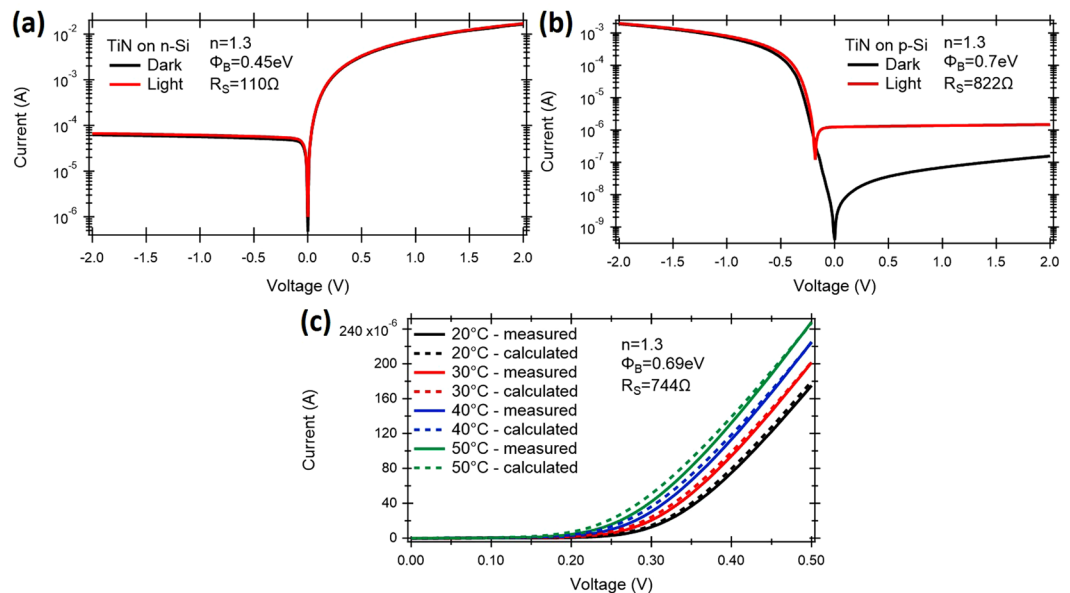 (a)
TiN on n-Si
Dark
Light
n=1.3
Φ_B=0.45eV
R_S=110Ω
Current (A)
10⁻²
10⁻³
10⁻⁴
10⁻⁵
10⁻⁶
-2.0 -1.5 -1.0 -0.5 0.0 0.5 1.0 1.5 2.0
Voltage (V)
(b)
TiN on p-Si
Dark
Light
n=1.3
Φ_B=0.7eV
R_S=822Ω
Current (A)
10⁻³
10⁻⁴
10⁻⁵
10⁻⁶
10⁻⁷
10⁻⁸
10⁻⁹
-2.0 -1.5 -1.0 -0.5 0.0 0.5 1.0 1.5 2.0
Voltage (V)
(c)
20°C - measured
20°C - calculated
30°C - measured
30°C - calculated
40°C - measured
40°C - calculated
50°C - measured
50°C - calculated
n=1.3
Φ_B=0.69eV
R_S=744Ω
Current (A)
240 x10⁻⁶
200
160
120
80
40
0
0.00 0.10 0.20 0.30 0.40 0.50
Voltage (V)